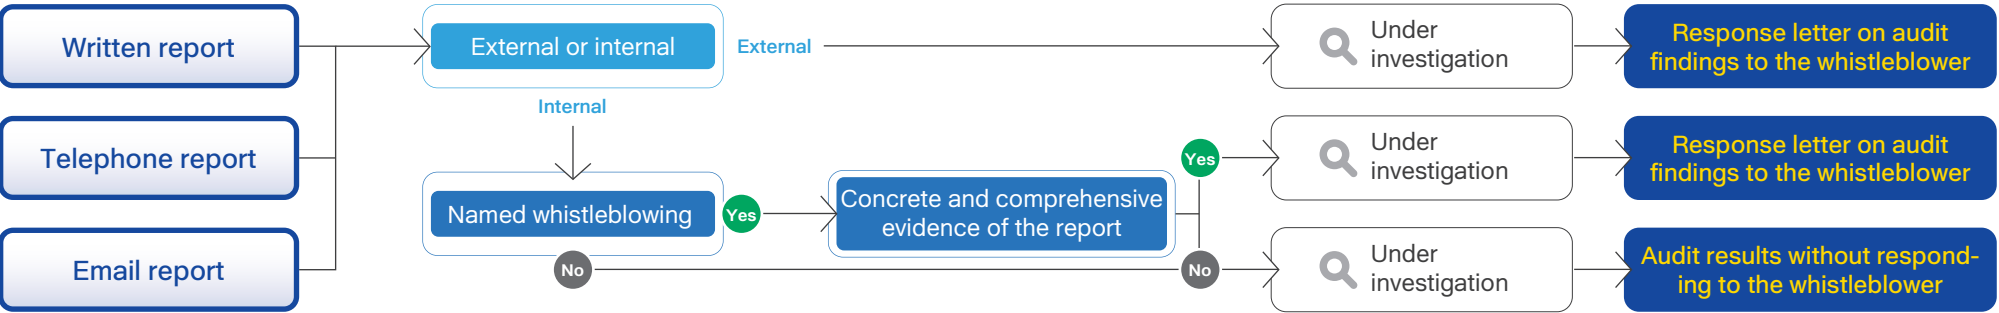 Written report
External or internal
External
Under
investigation
Response letter on audit
findings to the whistleblower
Internal
Telephone report
Yes
Under
investigation
Response letter on audit
findings to the whistleblower
Named whistleblowing
Yes
Concrete and comprehensive
evidence of the report
Email report
No
No
Under
investigation
Audit results without respond-
ing to the whistleblower